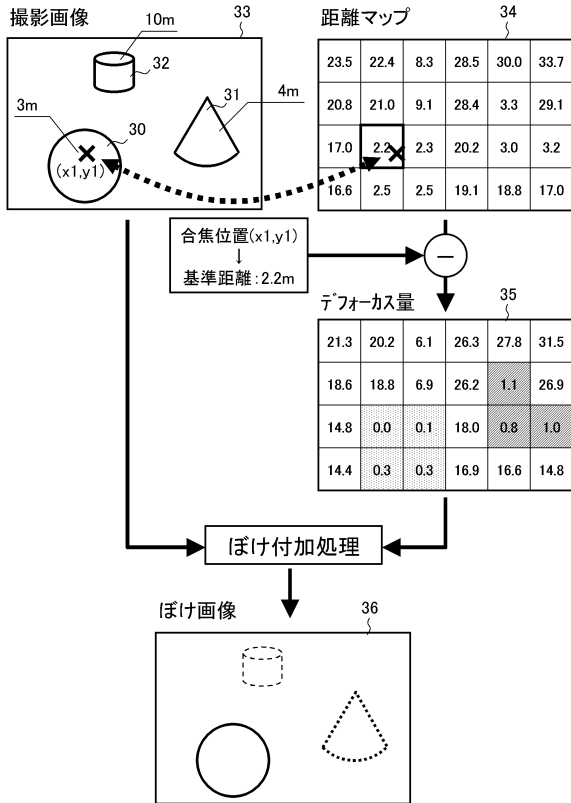 撮影画像
33
10m
32
31
3m
30
4m
(x1,y1)
距離マップ
34
23.5 22.4 8.3 28.5 30.0 33.7
20.8 21.0 9.1 28.4 3.3 29.1
17.0 2.2 2.3 20.2 3.0 3.2
16.6 2.5 2.5 19.1 18.8 17.0
合焦位置(x1,y1)
↓
基準距離:2.2m
−
デフォーカス量
35
21.3 20.2 6.1 26.3 27.8 31.5
18.6 18.8 6.9 26.2 1.1 26.9
14.8 0.0 0.1 18.0 0.8 1.0
14.4 0.3 0.3 16.9 16.6 14.8
ぼけ付加処理
ぼけ画像
36